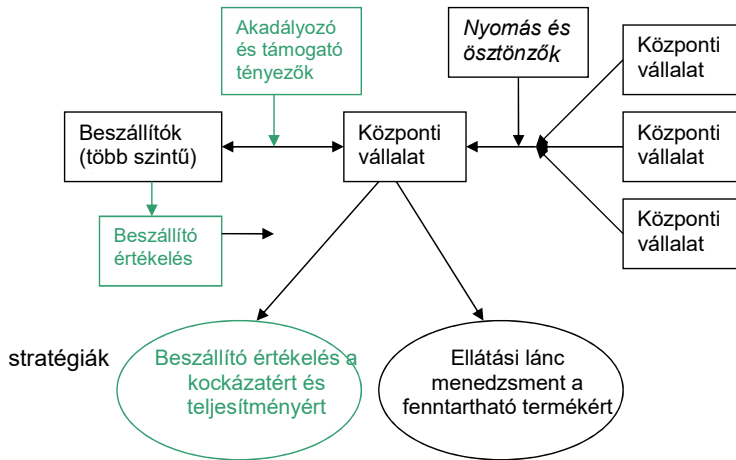 Akadályozó
és támogató
tényezők
Nyomás és
ösztönzők
Központi
vállalat
Beszállítók
(több szintű)
Központi
vállalat
Központi
vállalat
Központi
vállalat
Beszállító
értékelés
stratégiák
Beszállító értékelés a
kockázatért és
teljesítményért
Ellátási lánc
menedzsment a
fenntartható termékért